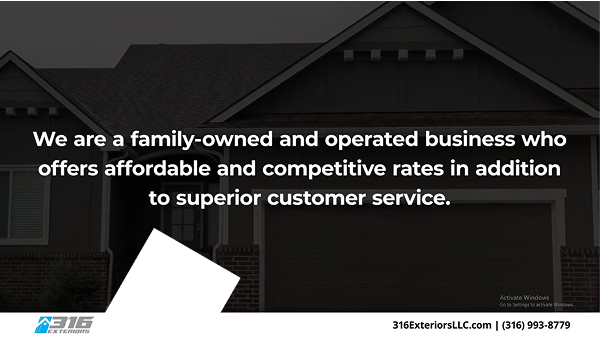 We are a family-owned and operated business who
offers affordable and competitive rates in addition
to superior customer service.
Activate Windows
Go to Settings to activate Windows.
316
EXTERIORS
316ExteriorsLLC.com | (316) 993-8779